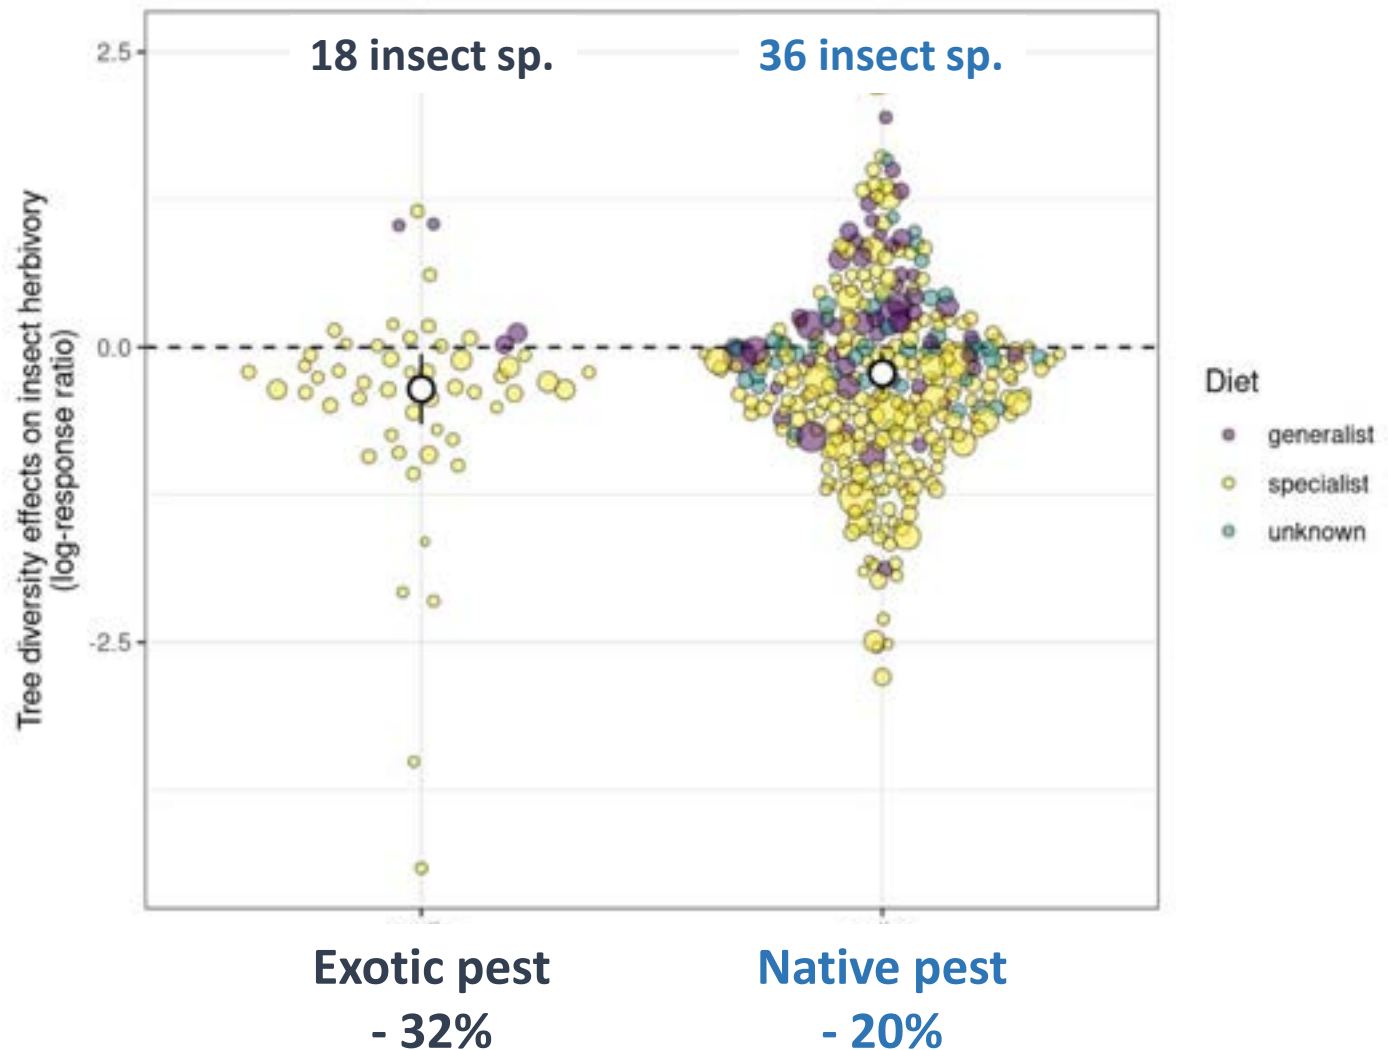 18 insect sp.
36 insect sp.
2.5
0.0
-2.5
Tree diversity effects on insect herbivory
(log-response ratio)
Diet
generalist
specialist
unknown
Exotic pest
- 32%
Native pest
- 20%